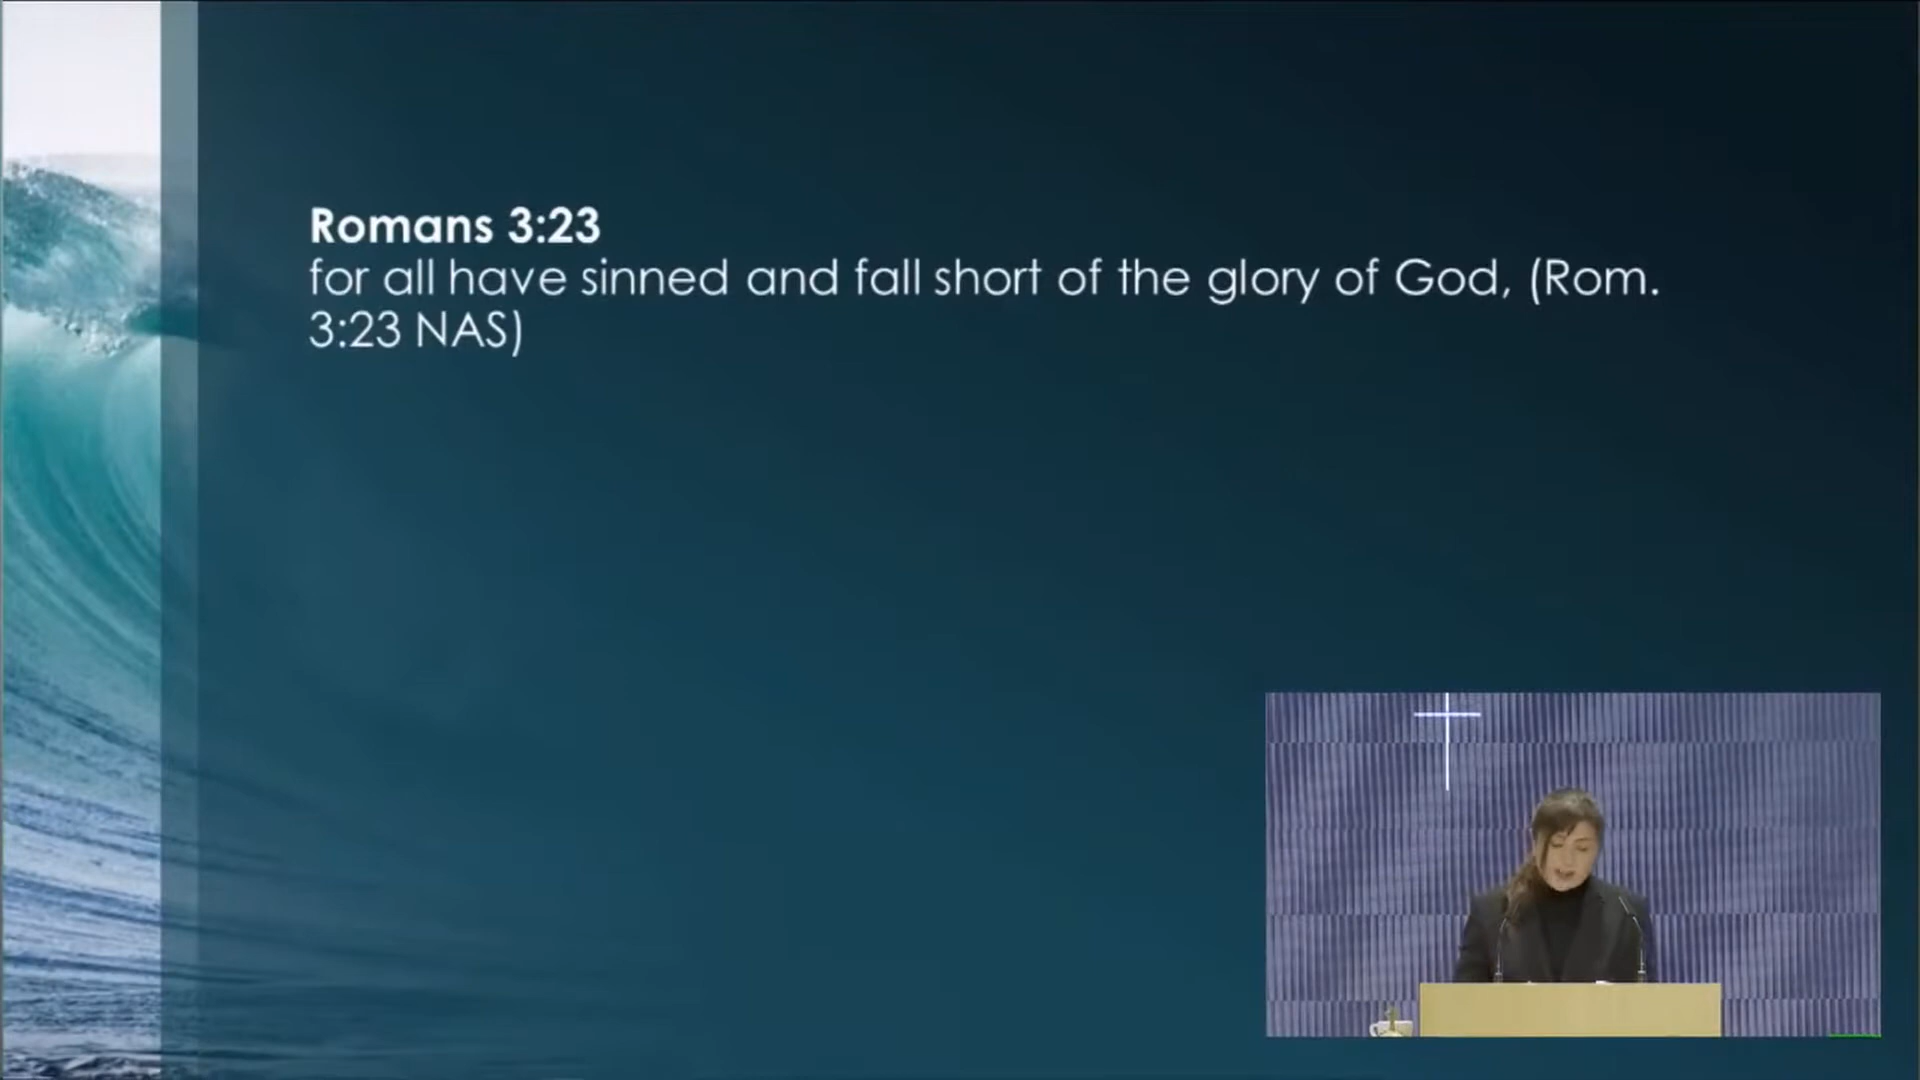 Romans 3:23
for all have sinned and fall short of the glory of God, (Rom.
3:23 NAS)